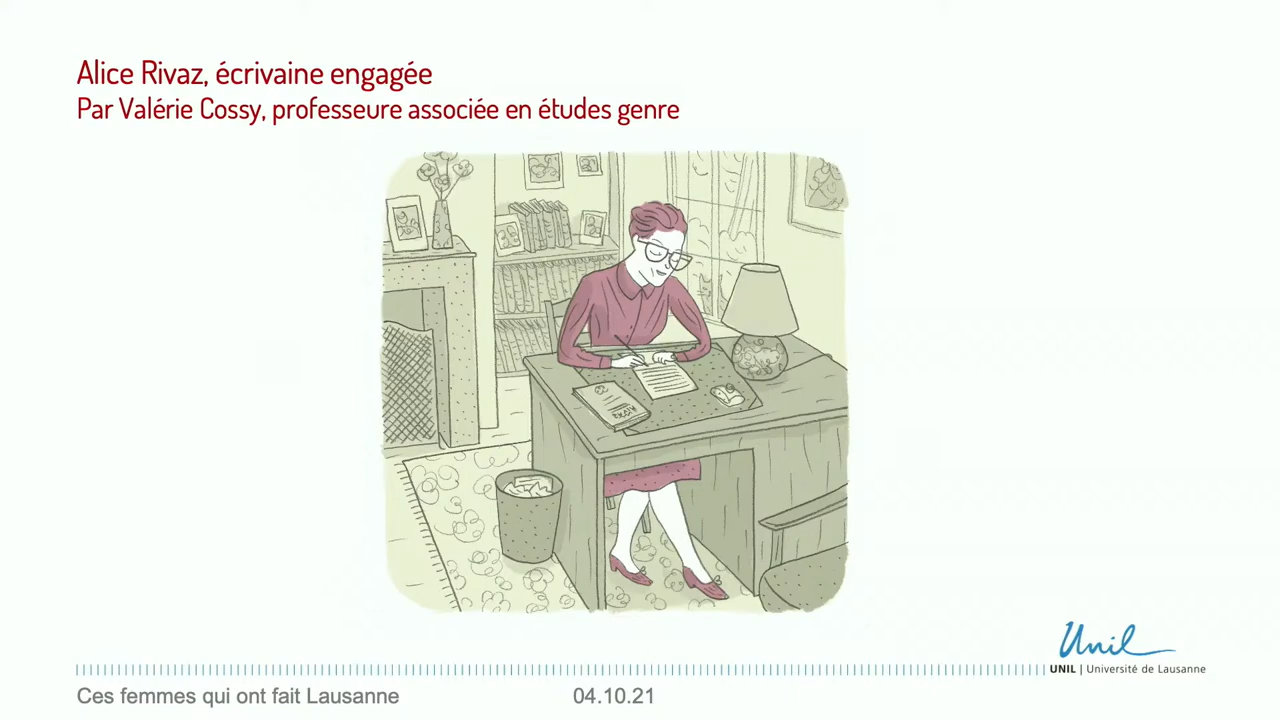 Alice Rivaz, écrivaine engagée
Par Valérie Cossy, professeure associée en études genre
Unil
UNIL | Université de Lausanne
Ces femmes qui ont fait Lausanne
04.10.21